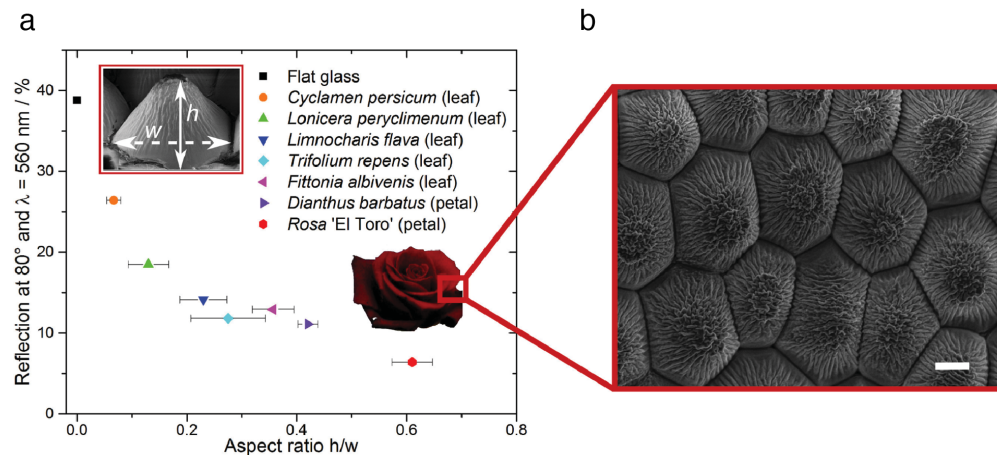 a
b
Reflection at 80° and λ = 560 nm / %
40
30
20
10
0
w
h
Flat glass
Cyclamen persicum (leaf)
Lonicera peryclimenum (leaf)
Limnocharis flava (leaf)
Trifolium repens (leaf)
Fittonia albivenis (leaf)
Dianthus barbatus (petal)
Rosa 'El Toro' (petal)
0.0 0.2 0.4 0.6 0.8
Aspect ratio h/w